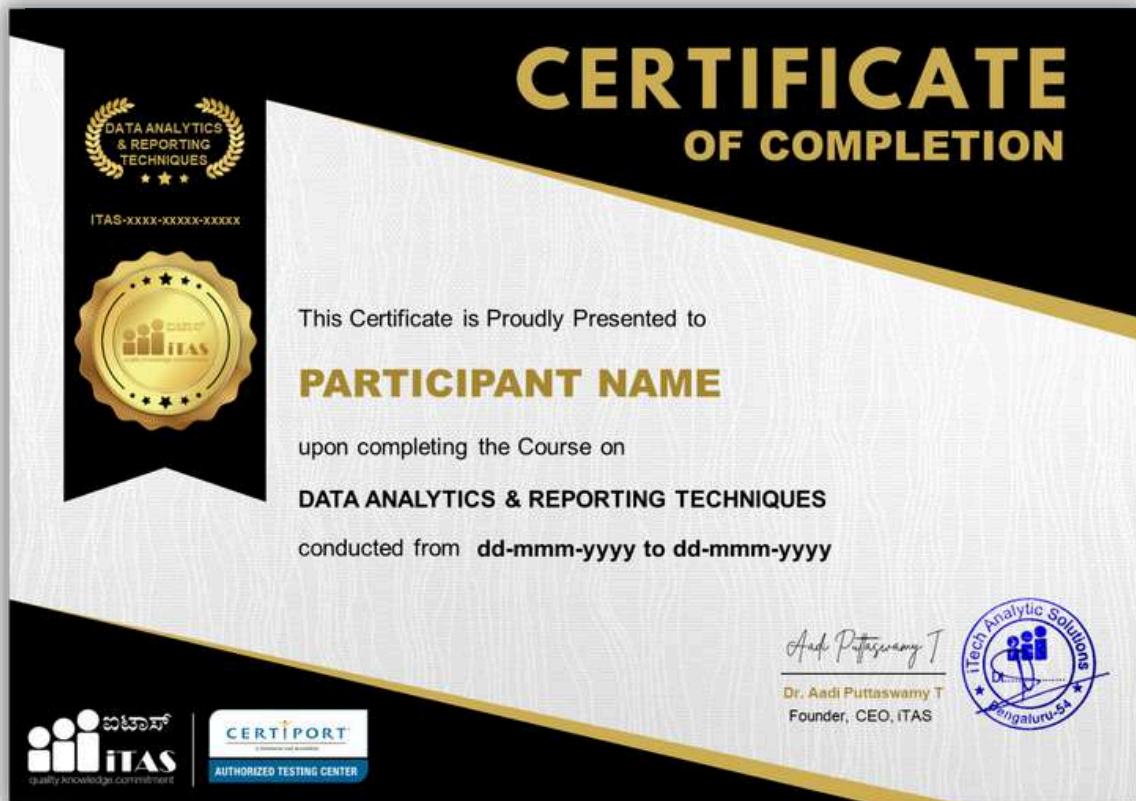 CERTIFICATE
OF COMPLETION
DATA ANALYTICS
& REPORTING
TECHNIQUES
ITAS-xxxx-xxxxx-xxxxx
iTAS
This Certificate is Proudly Presented to
PARTICIPANT NAME
upon completing the Course on
DATA ANALYTICS & REPORTING TECHNIQUES
conducted from dd-mmm-yyyy to dd-mmm-yyyy
Aadi Puttaswamy T
Dr. Aadi Puttaswamy T
Founder, CEO, iTAS
iTech Analytic Solutions
Bengaluru-54
ಐಟಾಸ್
iTAS
quality.knowledge.commitment
CERTIPORT
AUTHORIZED TESTING CENTER